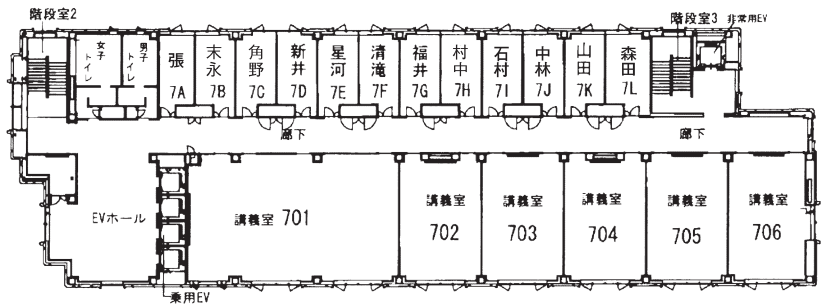 階段室2
階段室3
非常用EV
女子
トイレ
男子
トイレ
張
7A
末永
7B
角野
7C
新井
7D
星河
7E
清滝
7F
福井
7G
村中
7H
石村
7I
中林
7J
山田
7K
森田
7L
廊下
廊下
EVホール
講義室 701
講義室
702
講義室
703
講義室
704
講義室
705
講義室
706
乗用EV